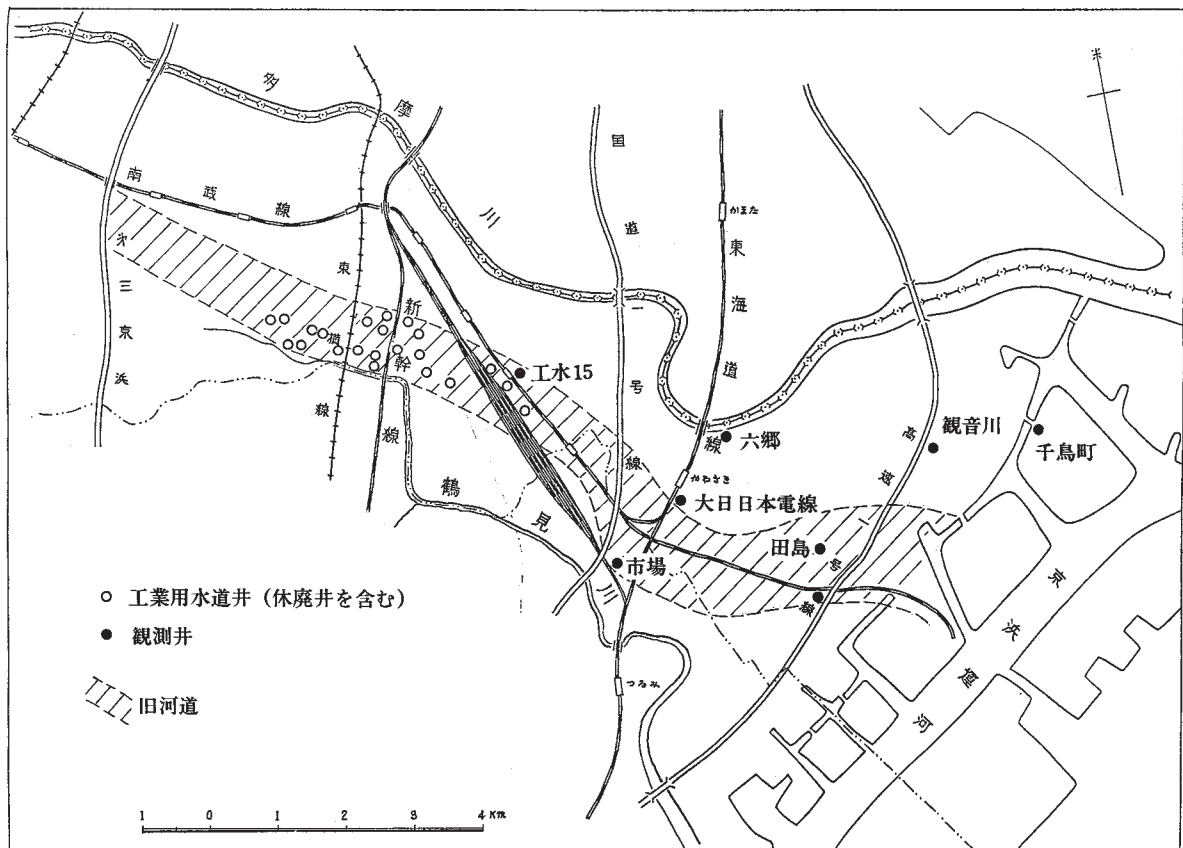 多摩川
南武線
第三京浜
東横線
新幹線
国道一号線
東海道線
かまた
かわさき
つるみ
鶴見川
高速 号線
京浜運河
工水15
六郷
観音川
千鳥町
大日日本電線
田島
市場
○ 工業用水道井（休廃井を含む）
● 観測井
旧河道
1 0 1 2 3 4 Km